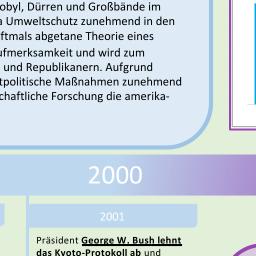 obyl, Dürren und Großbände im
a Umweltschutz zunehmend in den
ftmals abgetane Theorie eines
ufmerksamkeit und wird zum
und Republikanern. Aufgrund
tpolitische Maßnahmen zunehmend
chaftliche Forschung die amerika-
2000
2001
Präsident George W. Bush lehnt
das Kyoto-Protokoll ab und